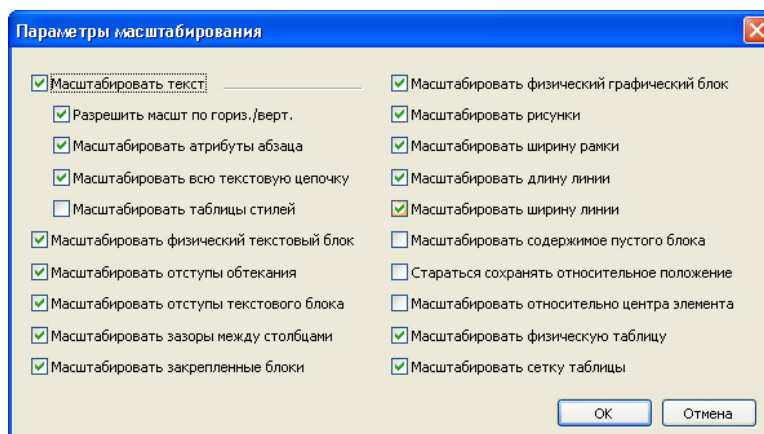 Параметры масштабирования
Масштабировать текст
Разрешить масшт по гориз./верт.
Масштабировать атрибуты абзаца
Масштабировать всю текстовую цепочку
Масштабировать таблицы стилей
Масштабировать физический текстовый блок
Масштабировать отступы обтекания
Масштабировать отступы текстового блока
Масштабировать зазоры между столбцами
Масштабировать закрепленные блоки
Масштабировать физический графический блок
Масштабировать рисунки
Масштабировать ширину рамки
Масштабировать длину линии
Масштабировать ширину линии
Масштабировать содержимое пустого блока
Стараться сохранять относительное положение
Масштабировать относительно центра элемента
Масштабировать физическую таблицу
Масштабировать сетку таблицы
OK
Отмена